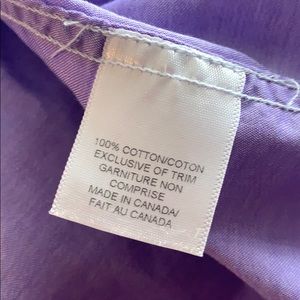 100% COTTON/COTON
EXCLUSIVE OF TRIM
GARNITURE NON
COMPRISE
MADE IN CANADA/
FAIT AU CANADA